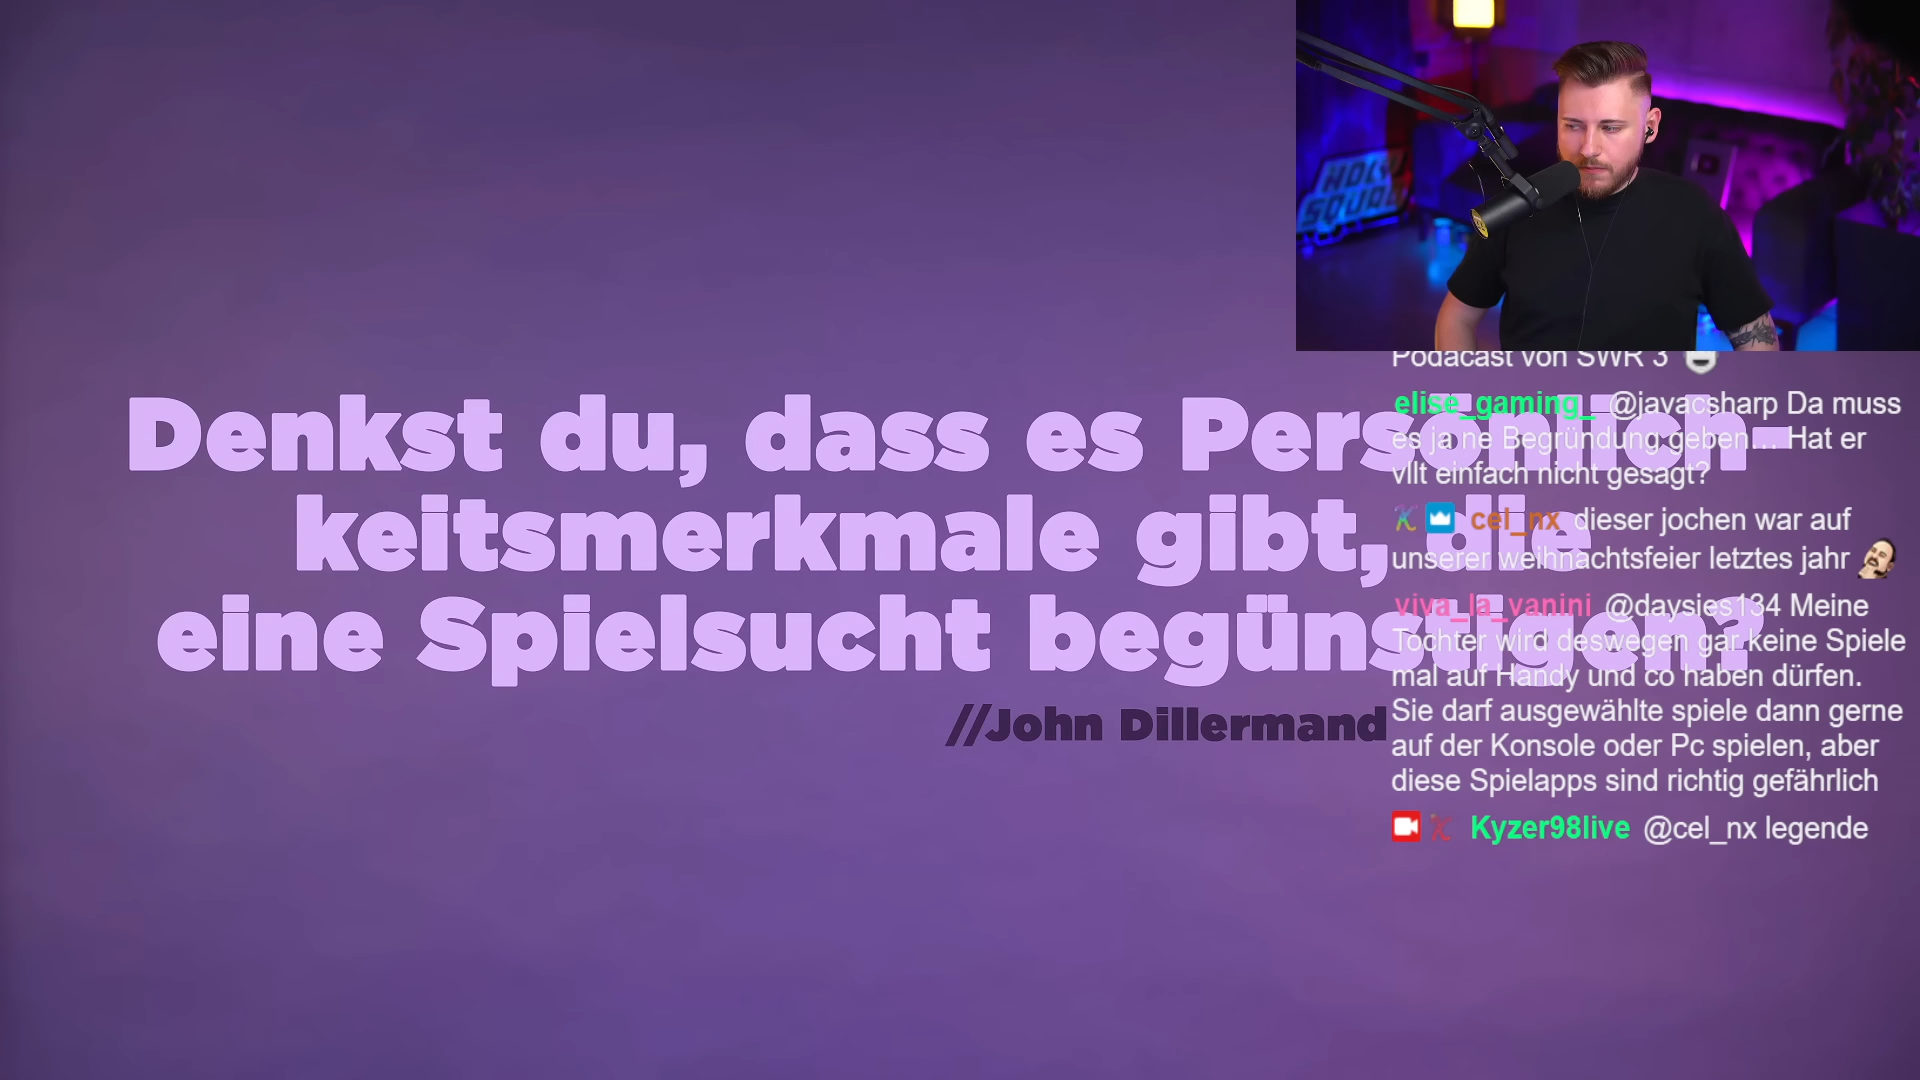 HOLY
SQUAD
Denkst du, dass es Persönlich-
keitsmerkmale gibt, die
eine Spielsucht begünstigen?
//John Dillermand
Podacast von SWR 3
elise_gaming_ @javacsharp Da muss
es ja ne Begründung geben... Hat er
vllt einfach nicht gesagt?
cel_nx dieser jochen war auf
unserer weihnachtsfeier letztes jahr
viva_la_vanini @daysies134 Meine
Tochter wird deswegen gar keine Spiele
mal auf Handy und co haben dürfen.
Sie darf ausgewählte spiele dann gerne
auf der Konsole oder Pc spielen, aber
diese Spielapps sind richtig gefährlich
Kyzer98live @cel_nx legende